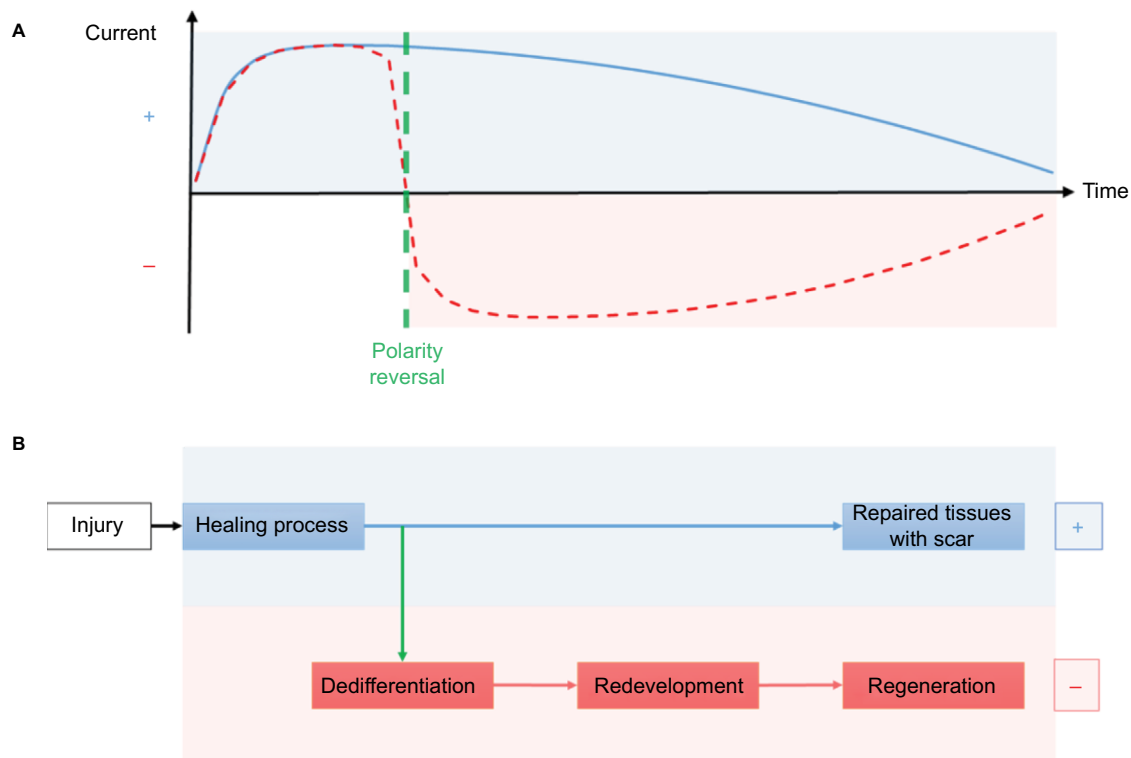 A
Current
+
–
Time
Polarity
reversal
B
Injury
Healing process
Repaired tissues
with scar
+
Dedifferentiation
Redevelopment
Regeneration
–